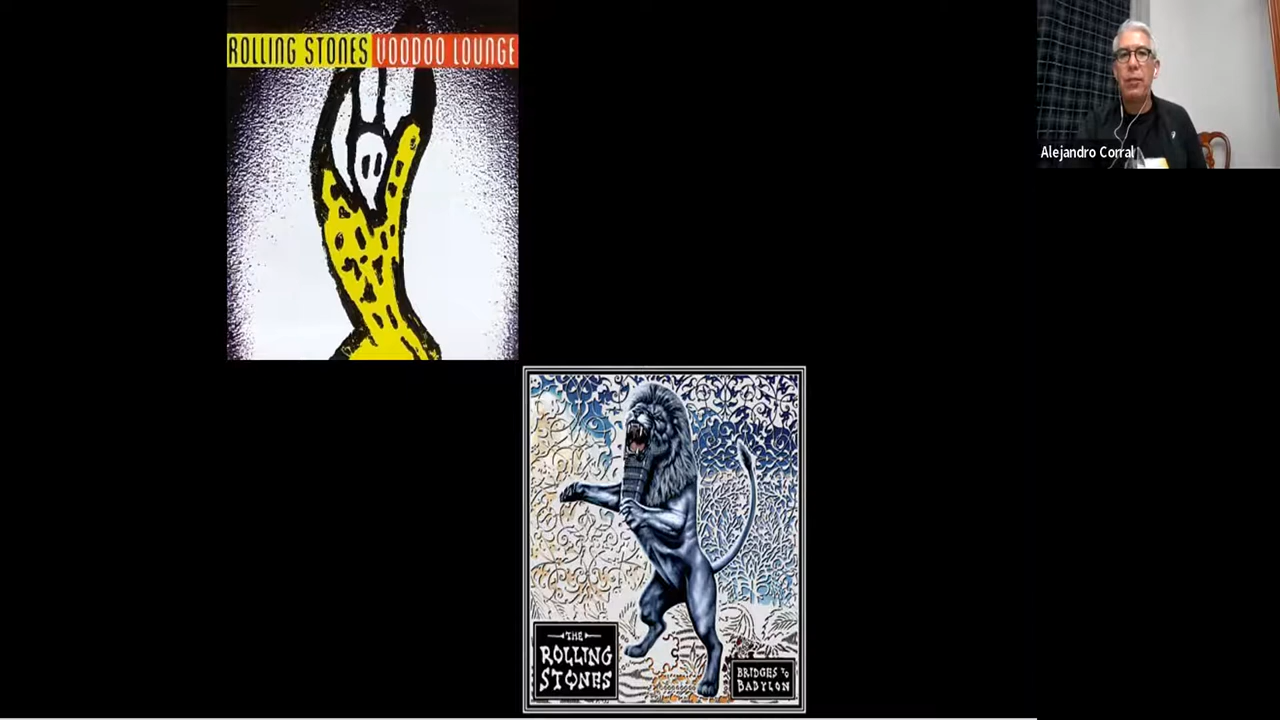 ROLLING STONES VOODOO LOUNGE
Alejandro Corral
THE
ROLLING
STONES
BRIDGES TO
BABYLON